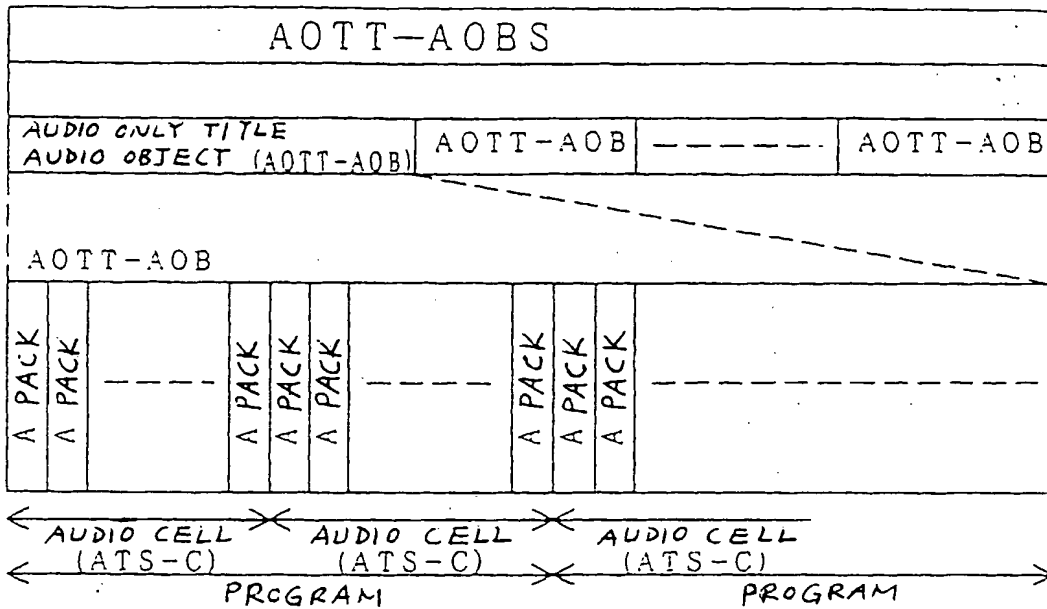 AOTT-AOBS
AUDIO ONLY TITLE
AUDIO OBJECT (AOTT-AOB) AOTT-AOB AOTT-AOB
AOTT-AOB
A PACK A PACK A PACK A PACK A PACK A PACK A PACK A PACK
AUDIO CELL AUDIO CELL AUDIO CELL
(ATS-C) (ATS-C) (ATS-C)
PROGRAM PROGRAM